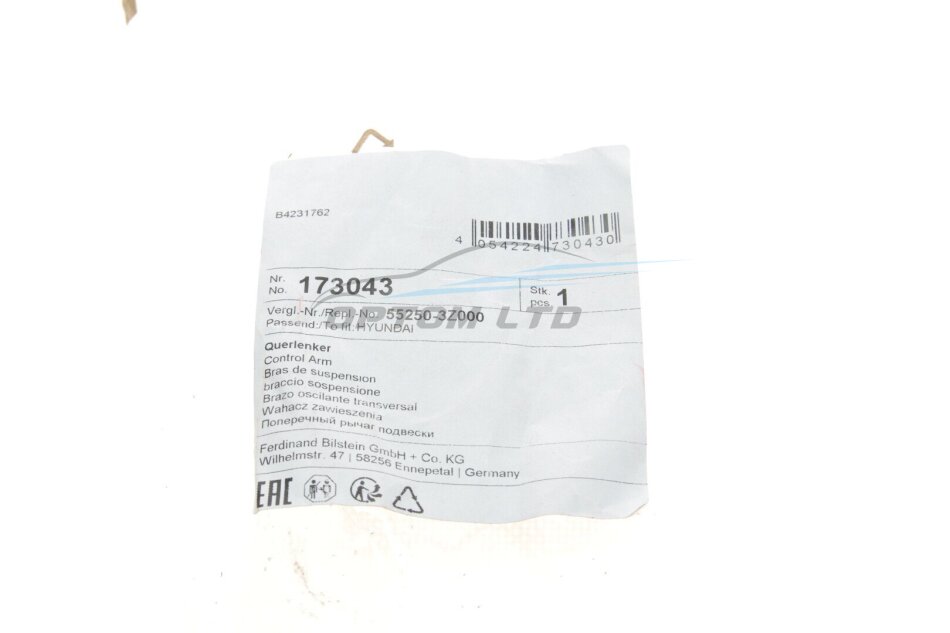 B4231762
4 054224 730430
Nr.
No. 173043
Stk.
pcs. 1
Vergl.-Nr./Repl.-No.: 55250-3Z000
Passend:/To fit: HYUNDAI
OPTOM LTD
Querlenker
Control Arm
Bras de suspension
braccio sospensione
Brazo oscilante transversal
Wahacz zawieszenia
Поперечный рычаг подвески
Ferdinand Bilstein GmbH + Co. KG
Wilhelmstr. 47 | 58256 Ennepetal | Germany
EAC